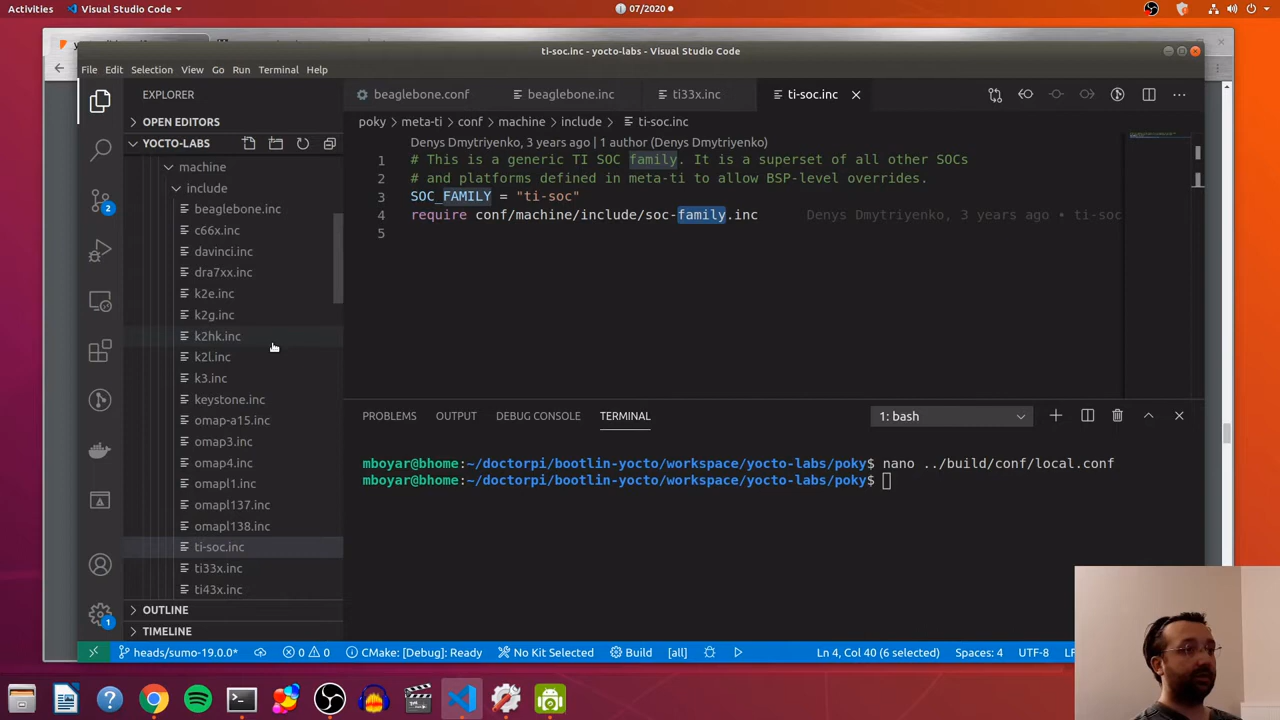 Activities
Visual Studio Code
07/2020
ti-soc.inc - yocto-labs - Visual Studio Code
File Edit Selection View Go Run Terminal Help
EXPLORER
beaglebone.conf
beaglebone.inc
ti33x.inc
ti-soc.inc
OPEN EDITORS
poky > meta-ti > conf > machine > include > ti-soc.inc
YOCTO-LABS
Denys Dmytriyenko, 3 years ago | 1 author (Denys Dmytriyenko)
machine
1 # This is a generic TI SOC family. It is a superset of all other SOCs
include
2 # and platforms defined in meta-ti to allow BSP-level overrides.
3 SOC_FAMILY = "ti-soc"
beaglebone.inc
4 require conf/machine/include/soc-family.inc Denys Dmytriyenko, 3 years ago • ti-soc
c66x.inc
5
davinci.inc
dra7xx.inc
k2e.inc
k2g.inc
k2hk.inc
k2l.inc
k3.inc
keystone.inc
PROBLEMS OUTPUT DEBUG CONSOLE TERMINAL
1: bash
omap-a15.inc
omap3.inc
omap4.inc
mboyar@bhome:~/doctorpi/bootlin-yocto/workspace/yocto-labs/poky$ nano ../build/conf/local.conf
mboyar@bhome:~/doctorpi/bootlin-yocto/workspace/yocto-labs/poky$
omapl1.inc
omapl137.inc
omapl138.inc
ti-soc.inc
ti33x.inc
ti43x.inc
OUTLINE
TIMELINE
2
1
heads/sumo-19.0.0* 0 0 CMake: [Debug]: Ready No Kit Selected Build [all] Ln 4, Col 40 (6 selected) Spaces: 4 UTF-8